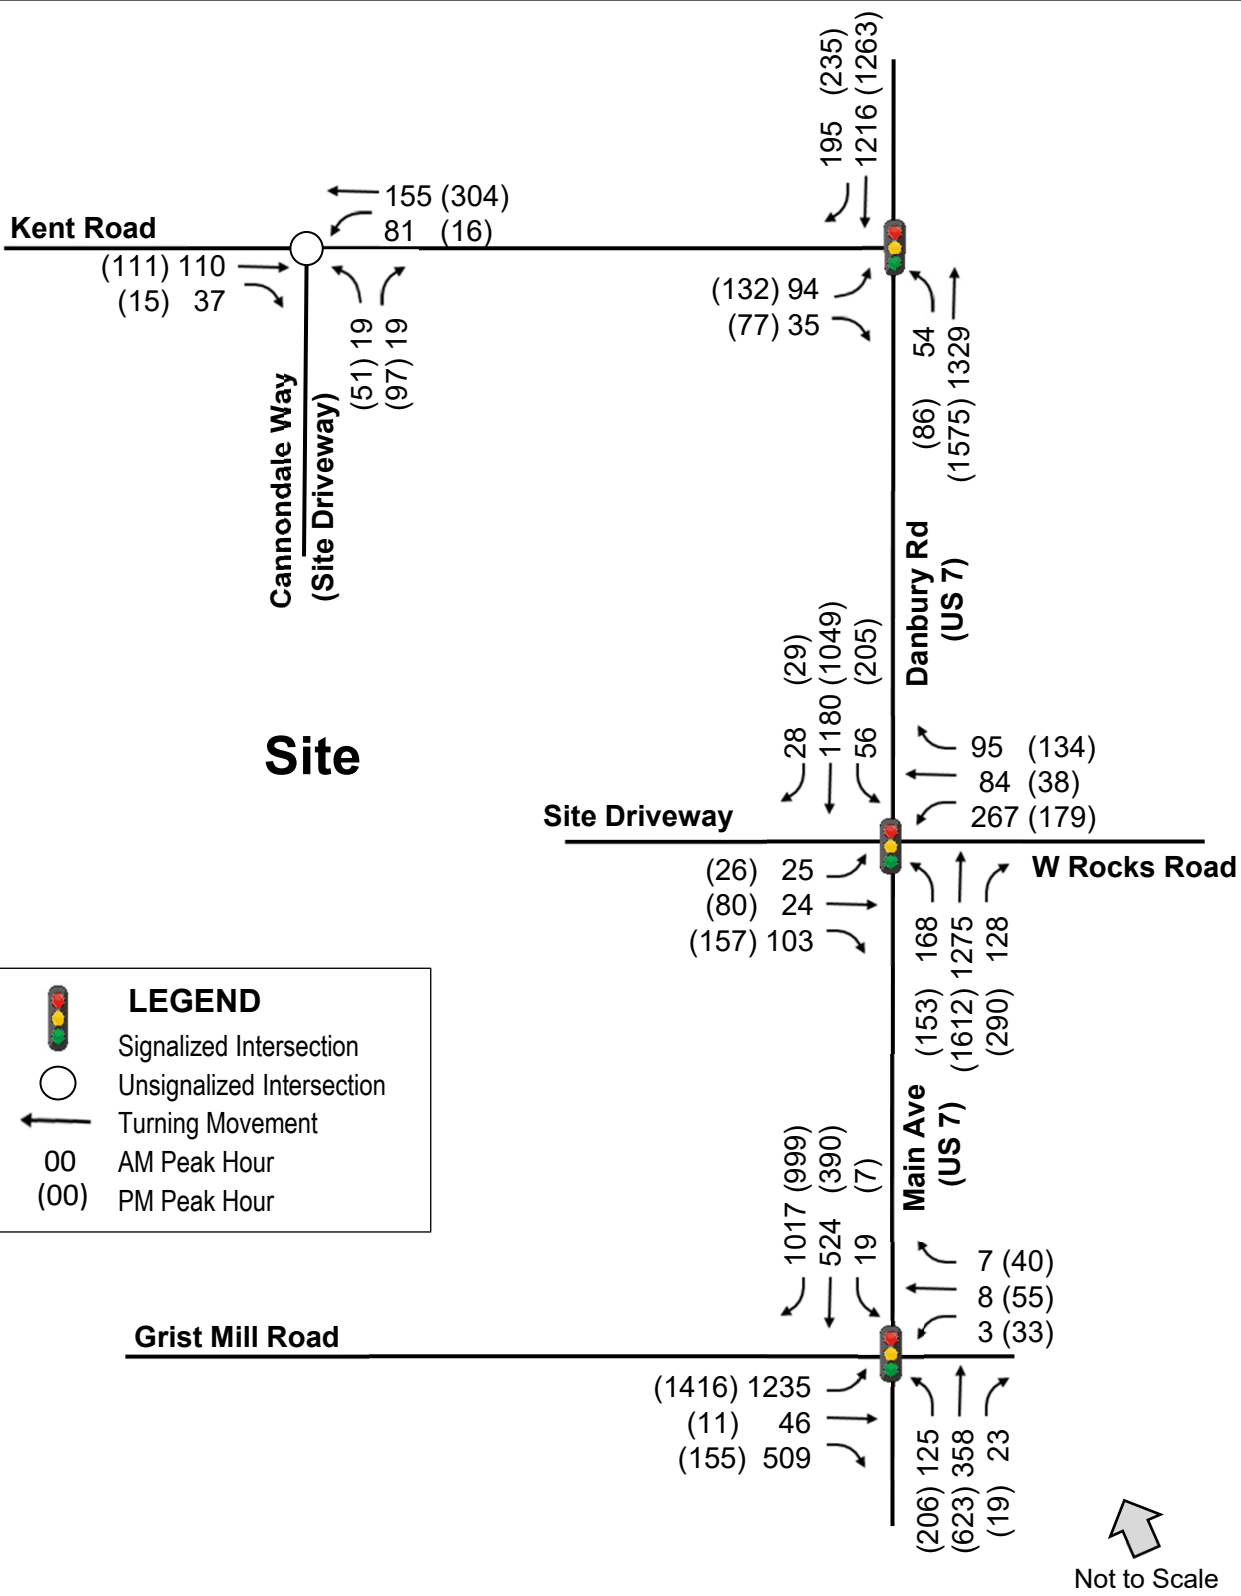 195 (235)
1216 (1263)
155 (304)
81 (16)
Kent Road
(111) 110
(15) 37
(51) 19
(97) 19
Cannondale Way
(Site Driveway)
(132) 94
(77) 35
(86) 54
(1575) 1329
Danbury Rd
(US 7)
28 (29)
1180 (1049)
56 (205)
Site
95 (134)
84 (38)
267 (179)
Site Driveway
W Rocks Road
(26) 25
(80) 24
(157) 103
(153) 168
(1612) 1275
(290) 128
LEGEND
Signalized Intersection
Unsignalized Intersection
Turning Movement
00 AM Peak Hour
(00) PM Peak Hour
Main Ave
(US 7)
1017 (999)
524 (390)
19 (7)
7 (40)
8 (55)
3 (33)
Grist Mill Road
(1416) 1235
(11) 46
(155) 509
(206) 125
(623) 358
(19) 23
Not to Scale